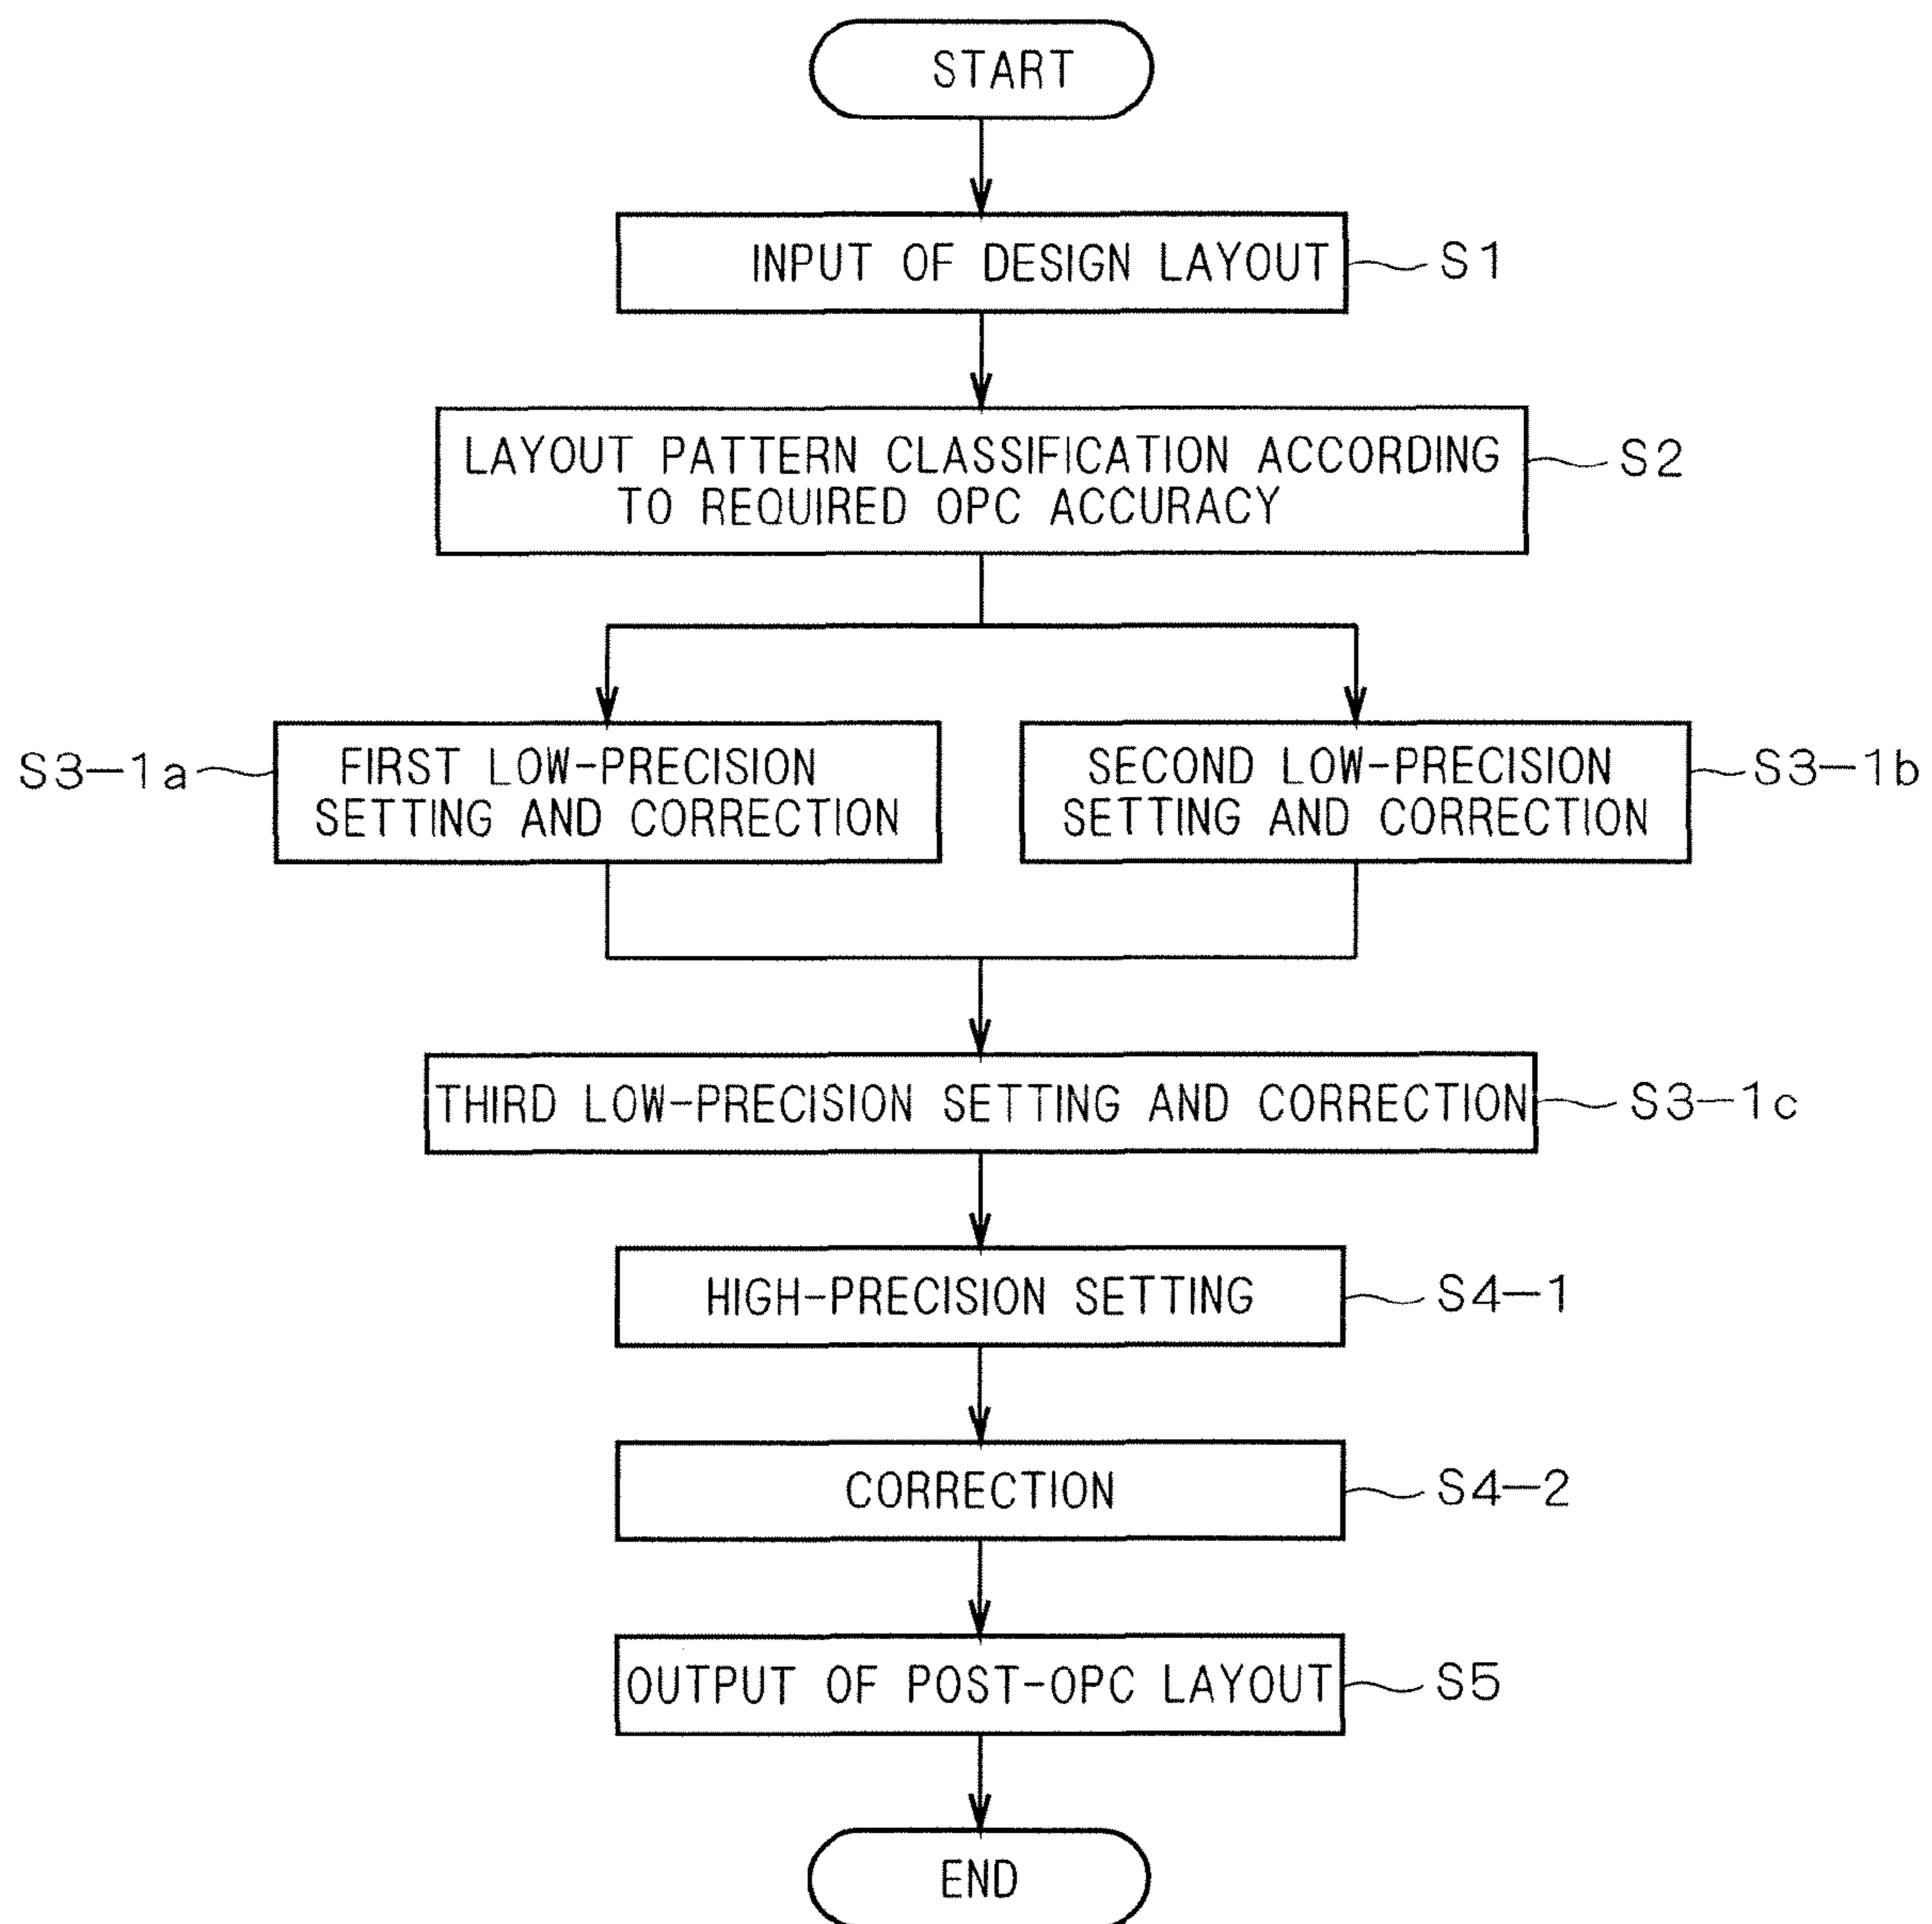 START
INPUT OF DESIGN LAYOUT
S1
LAYOUT PATTERN CLASSIFICATION ACCORDING
TO REQUIRED OPC ACCURACY
S2
S3-1a
FIRST LOW-PRECISION
SETTING AND CORRECTION
SECOND LOW-PRECISION
SETTING AND CORRECTION
S3-1b
THIRD LOW-PRECISION SETTING AND CORRECTION
S3-1c
HIGH-PRECISION SETTING
S4-1
CORRECTION
S4-2
OUTPUT OF POST-OPC LAYOUT
S5
END